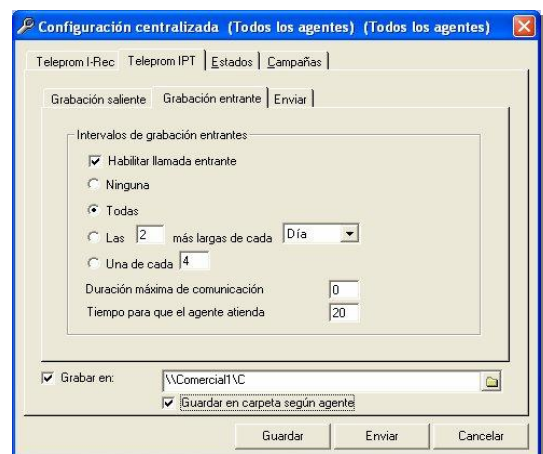 Configuración centralizada (Todos los agentes) (Todos los agentes)
Teleprom I-Rec Teleprom IPT Estados Campañas
Grabación saliente Grabación entrante Enviar
Intervalos de grabación entrantes
Habilitar llamada entrante
Ninguna
Todas
Las 2 más largas de cada Día
Una de cada 4
Duración máxima de comunicación 0
Tiempo para que el agente atienda 20
Grabar en: \\Comercial1\C
Guardar en carpeta según agente
Guardar Enviar Cancelar